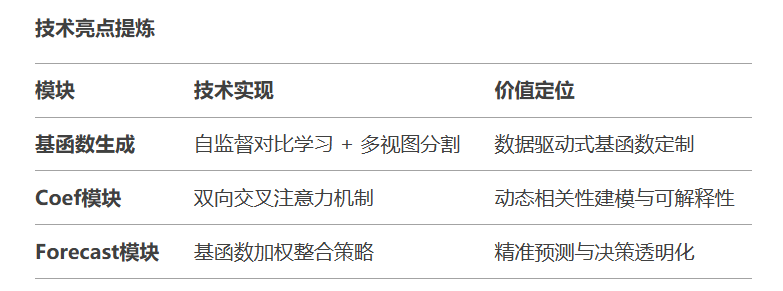 技术亮点提炼
模块 技术实现 价值定位
基函数生成 自监督对比学习 + 多视图分割 数据驱动式基函数定制
Coef模块 双向交叉注意力机制 动态相关性建模与可解释性
Forecast模块 基函数加权整合策略 精准预测与决策透明化